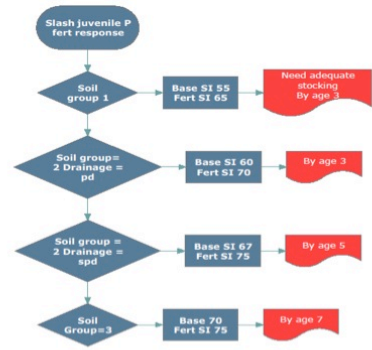 Slash juvenile P
fert response
Soil
group 1
Base SI 55
Fert SI 65
Need adequate
stocking
By age 3
Soil group=
2 Drainage =
pd
Base SI 60
Fert SI 70
By age 3
Soil group =
2 Drainage =
spd
Base SI 67
Fert SI 75
By age 5
Soil
Group=3
Base 70
Fert SI 75
By age 7